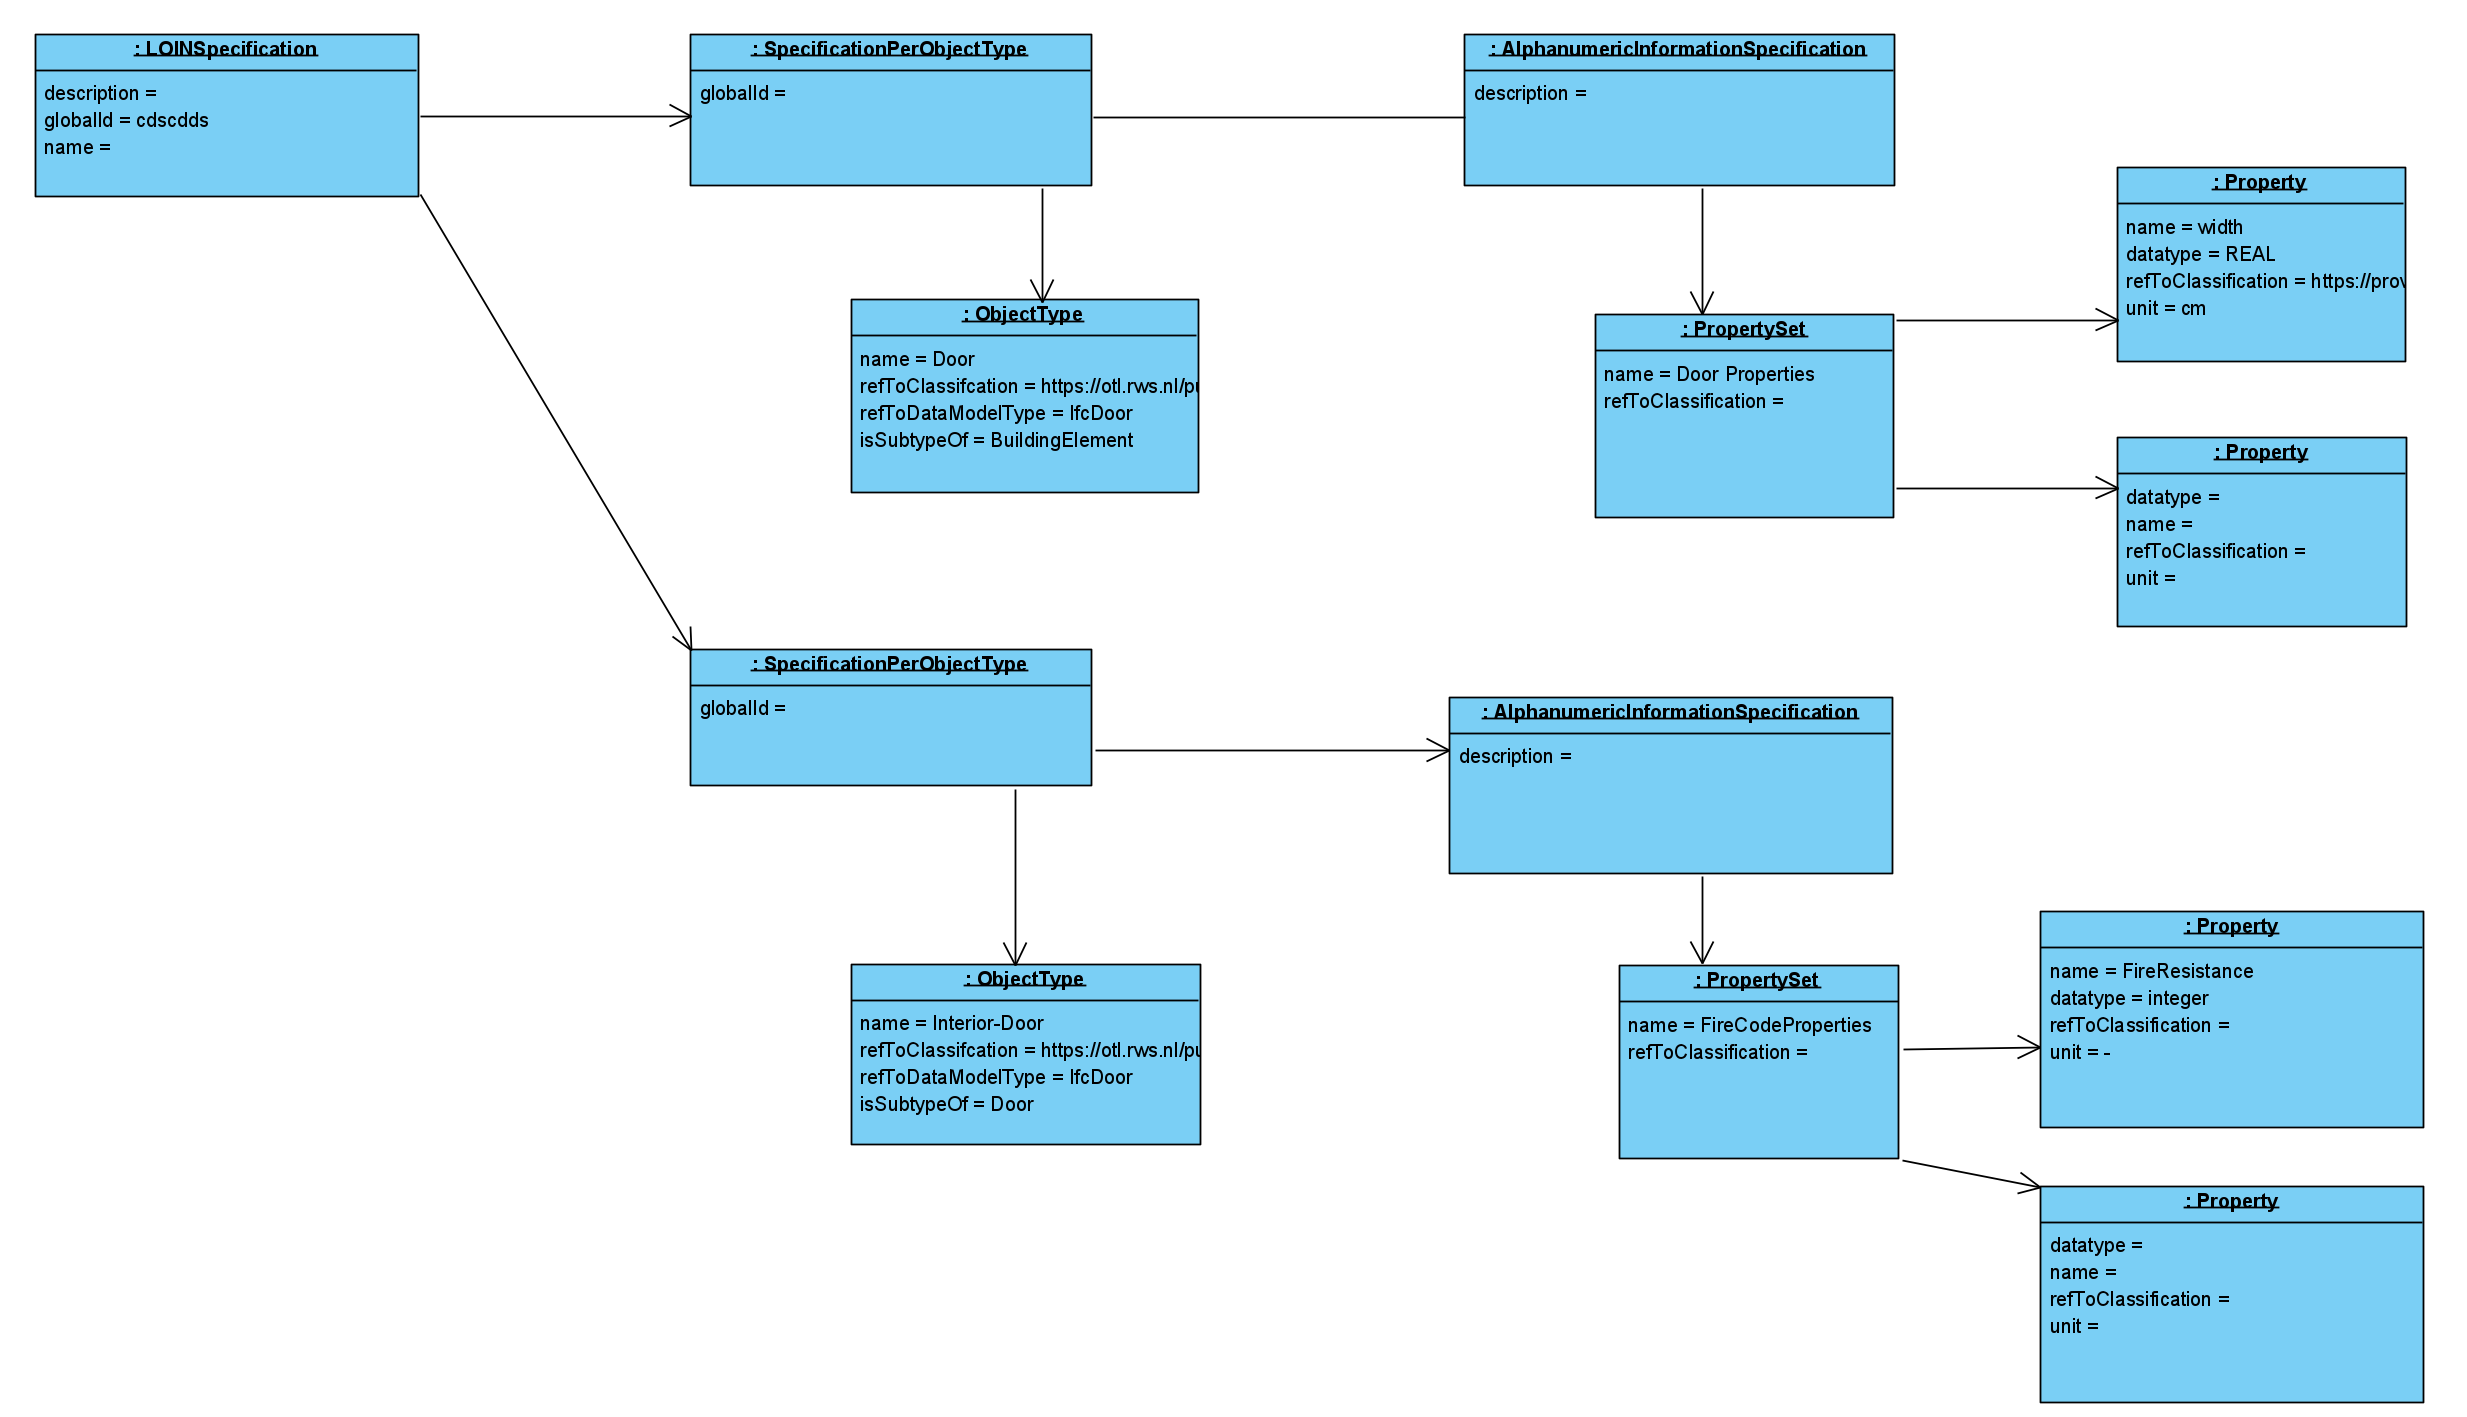 : LOINSpecification
description =
globalId = cdscdds
name =
: SpecificationPerObjectType
globalId =
: AlphanumericInformationSpecification
description =
: Property
name = width
datatype = REAL
refToClassification = https://prov
unit = cm
: ObjectType
name = Door
refToClassifcation = https://otl.rws.nl/pu
refToDataModelType = IfcDoor
isSubtypeOf = BuildingElement
: PropertySet
name = Door Properties
refToClassification =
: Property
datatype =
name =
refToClassification =
unit =
: SpecificationPerObjectType
globalId =
: AlphanumericInformationSpecification
description =
: ObjectType
name = Interior-Door
refToClassifcation = https://otl.rws.nl/pu
refToDataModelType = IfcDoor
isSubtypeOf = Door
: PropertySet
name = FireCodeProperties
refToClassification =
: Property
name = FireResistance
datatype = integer
refToClassification =
unit = -
: Property
datatype =
name =
refToClassification =
unit =